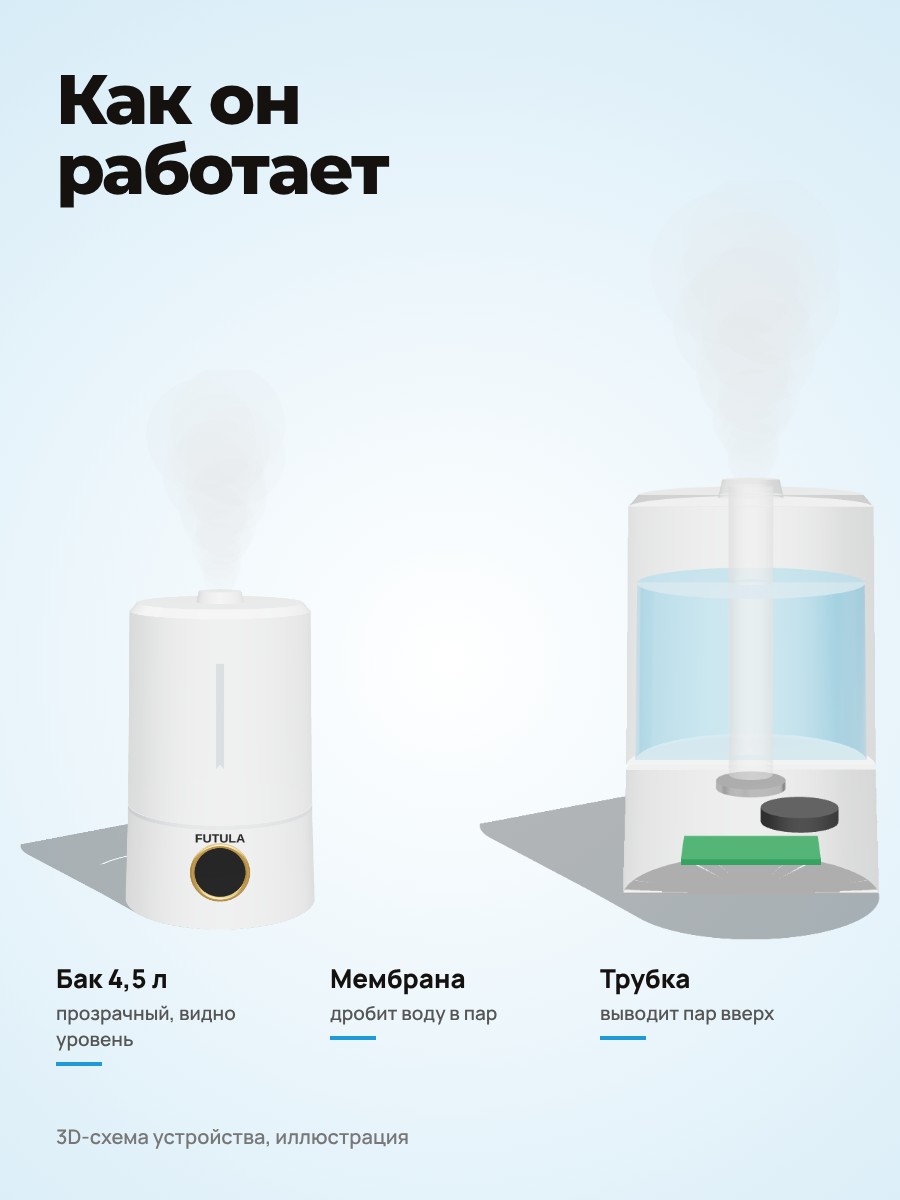 Как он
работает
FUTULA
Бак 4,5 л
прозрачный, видно
уровень
Мембрана
дробит воду в пар
Трубка
выводит пар вверх
3D-схема устройства, иллюстрация